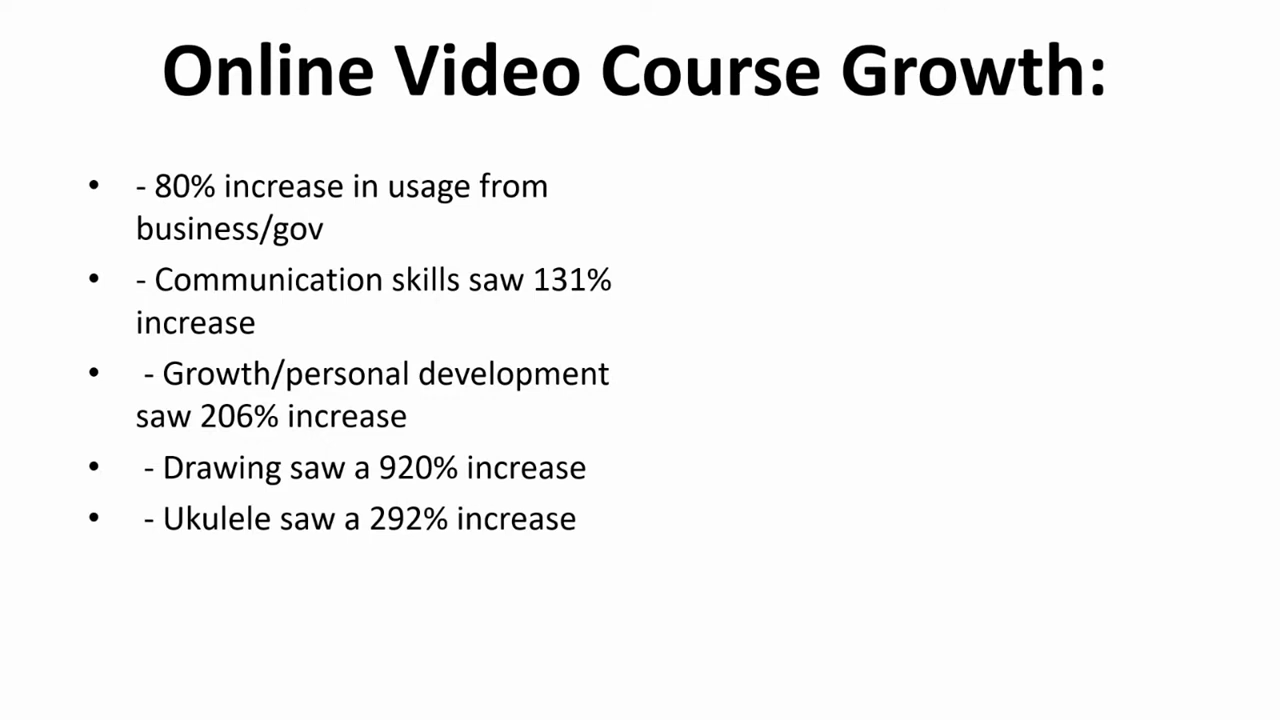 Online Video Course Growth:
• - 80% increase in usage from
business/gov
• - Communication skills saw 131%
increase
• - Growth/personal development
saw 206% increase
• - Drawing saw a 920% increase
• - Ukulele saw a 292% increase